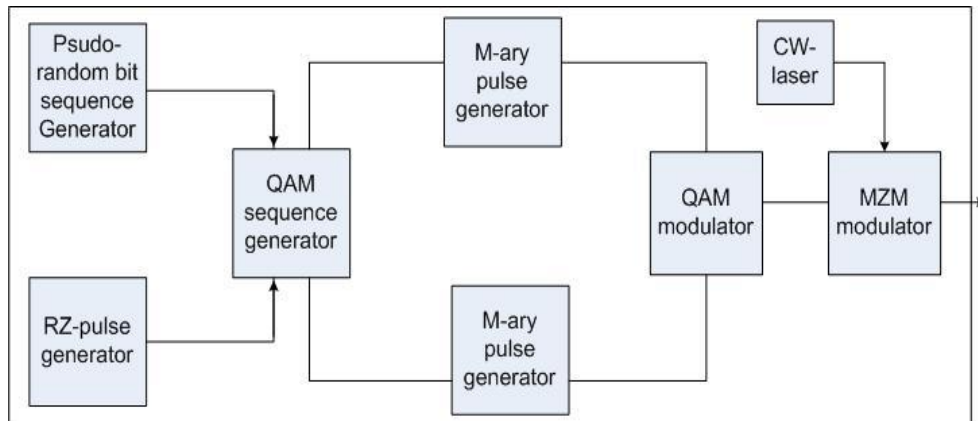 Psudo-
random bit
sequence
Generator
M-ary
pulse
generator
CW-
laser
QAM
sequence
generator
QAM
modulator
MZM
modulator
RZ-pulse
generator
M-ary
pulse
generator